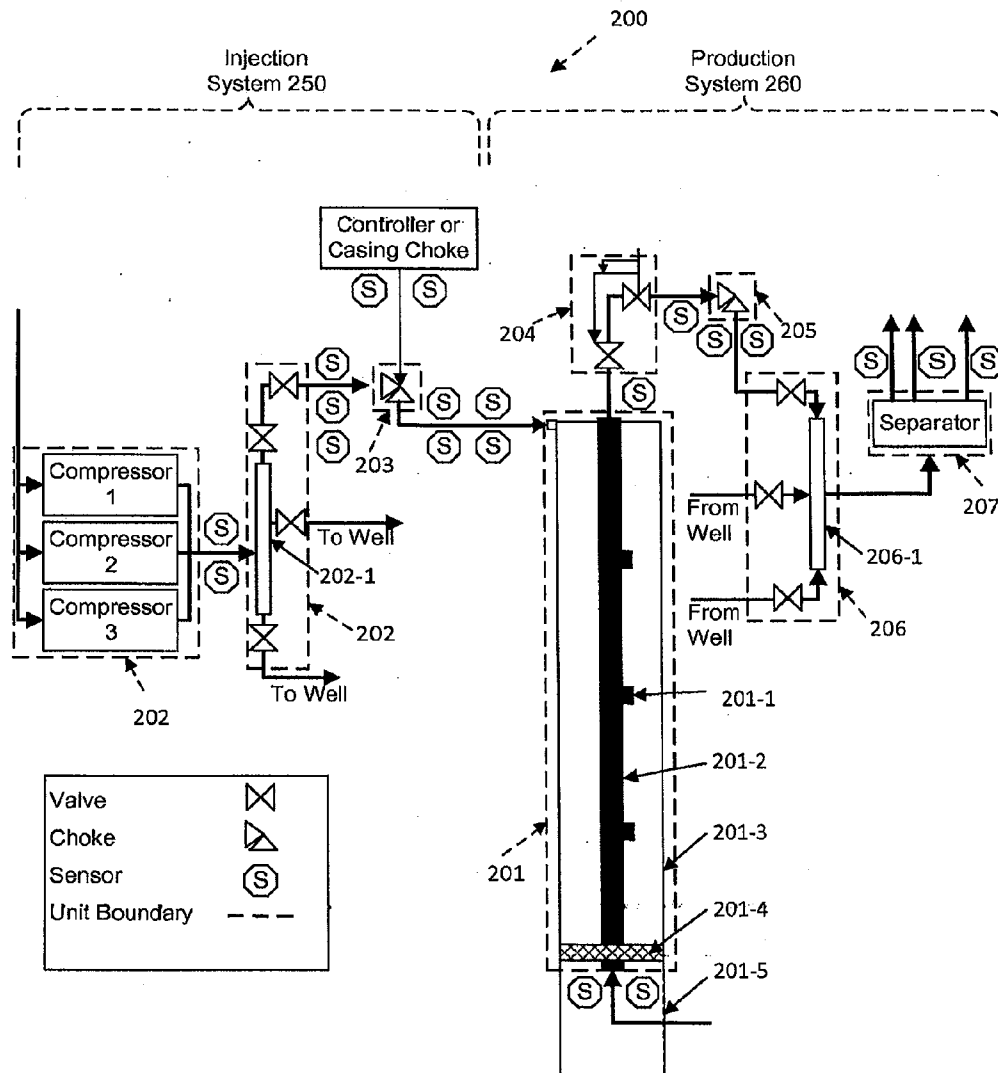 200
Injection
System 250
Production
System 260
Controller or
Casing Choke
S
S
204
S
S
S
205
S
S
S
S
S
S
S
S
203
S
S
S
S
Separator
207
Compressor
1
Compressor
2
Compressor
3
S
S
To Well
202-1
202
To Well
202
From
Well
From
Well
206-1
206
201-1
201-2
201
201-3
201-4
201-5
S
S
Valve
Choke
Sensor
S
Unit Boundary